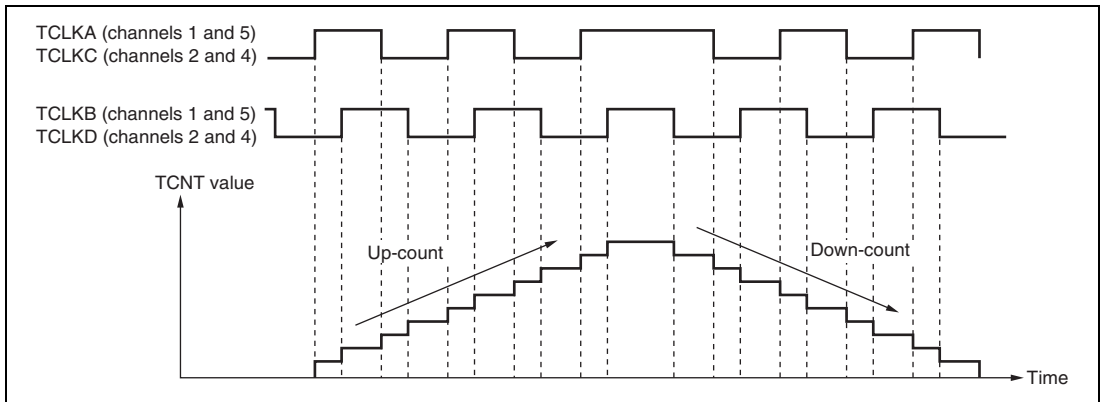 TCLKA (channels 1 and 5)
TCLKC (channels 2 and 4)
TCLKB (channels 1 and 5)
TCLKD (channels 2 and 4)
TCNT value
Up-count
Down-count
Time